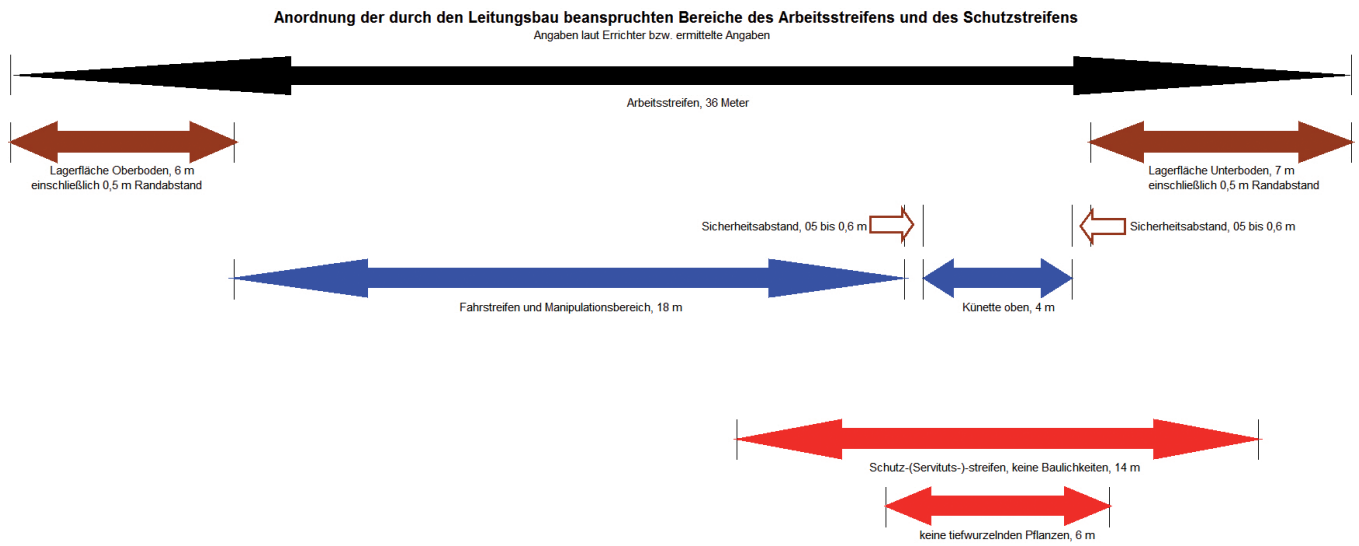 Anordnung der durch den Leitungsbau beanspruchten Bereiche des Arbeitsstreifens und des Schutzstreifens
Angaben laut Errichter bzw. ermittelte Angaben
Arbeitsstreifen, 36 Meter
Lagerfläche Oberboden, 6 m
einschließlich 0,5 m Randabstand
Lagerfläche Unterboden, 7 m
einschließlich 0,5 m Randabstand
Sicherheitsabstand, 05 bis 0,6 m
Sicherheitsabstand, 05 bis 0,6 m
Fahrstreifen und Manipulationsbereich, 18 m
Künette oben, 4 m
Schutz-(Servituts-)-streifen, keine Baulichkeiten, 14 m
keine tiefwurzelnden Pflanzen, 6 m